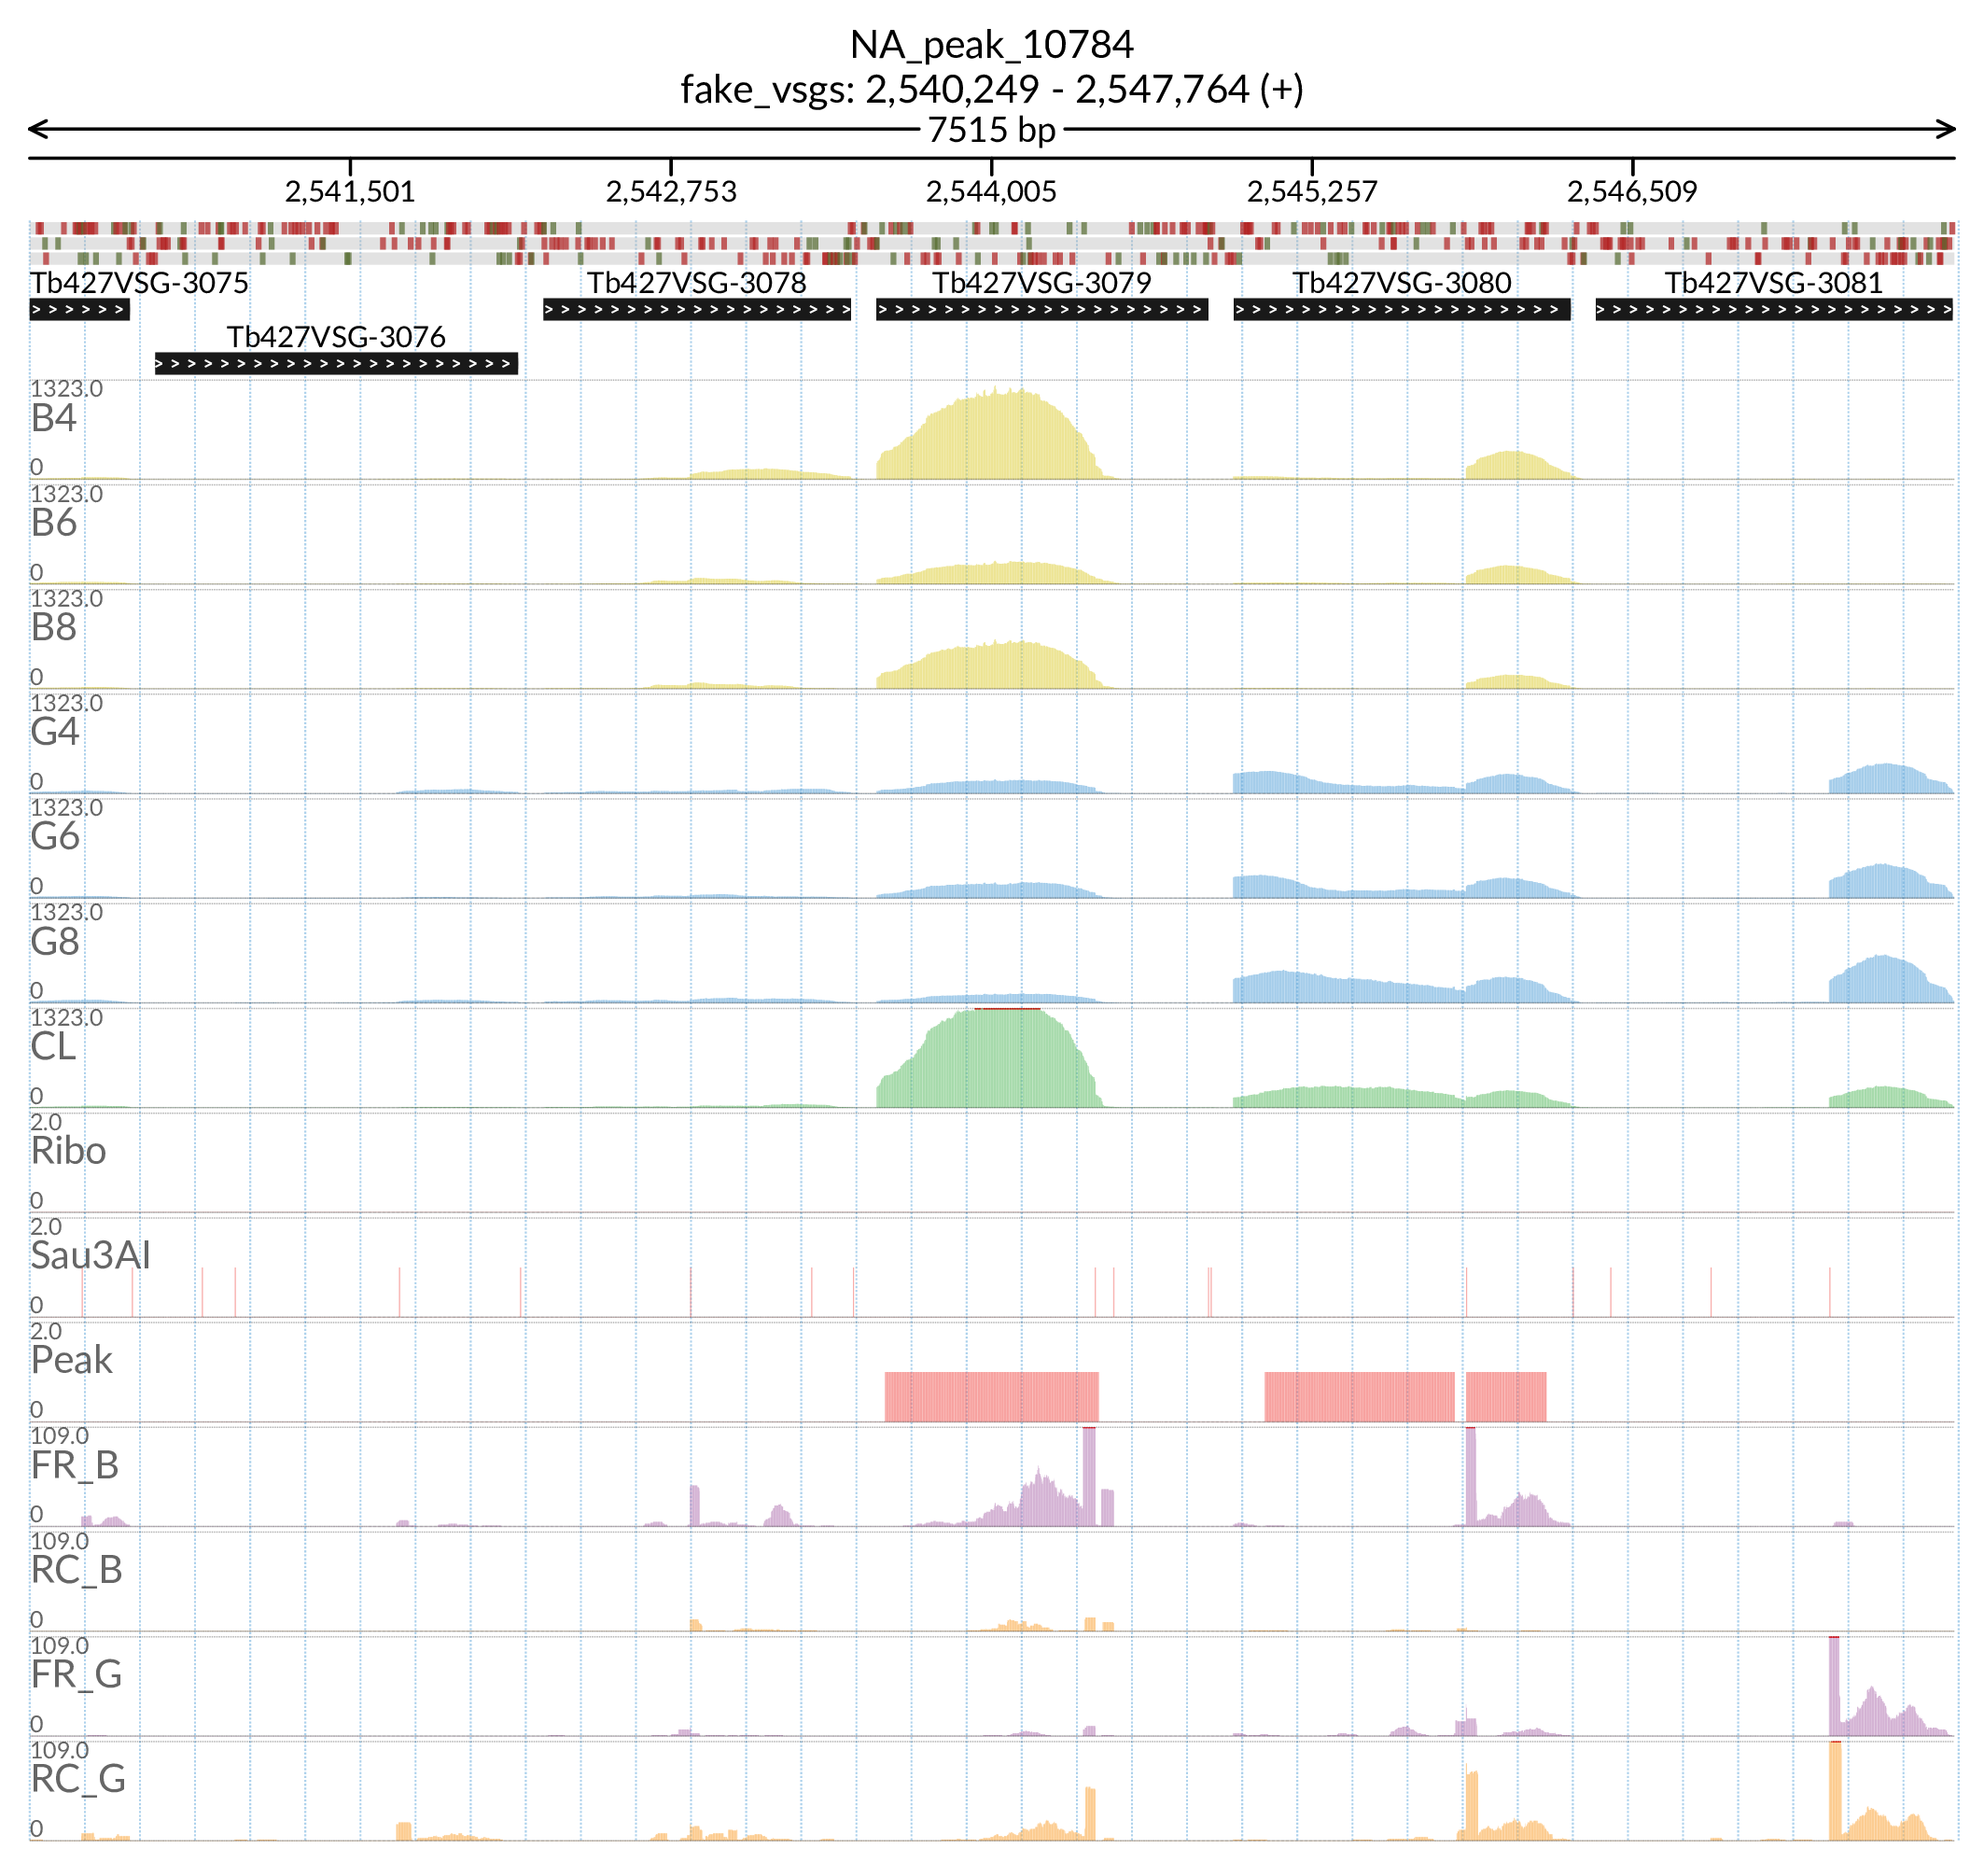 NA_peak_10784
fake_vsgs: 2,540,249 - 2,547,764 (+)
7515 bp
2,541,501 2,542,753 2,544,005 2,545,257 2,546,509
Tb427VSG-3075 Tb427VSG-3078 Tb427VSG-3079 Tb427VSG-3080 Tb427VSG-3081
Tb427VSG-3076
1323.0
B4
0
1323.0
B6
0
1323.0
B8
0
1323.0
G4
0
1323.0
G6
0
1323.0
G8
0
1323.0
CL
0
2.0
Ribo
0
2.0
Sau3AI
0
2.0
Peak
0
109.0
FR_B
0
109.0
RC_B
0
109.0
FR_G
0
109.0
RC_G
0